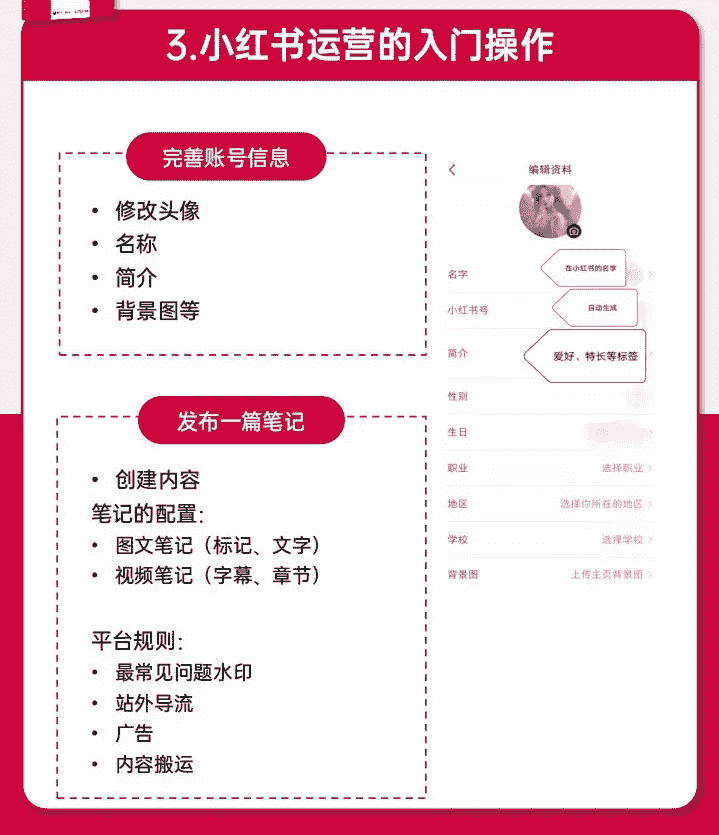 3.小红书运营的入门操作
完善账号信息
• 修改头像
• 名称
• 简介
• 背景图等
发布一篇笔记
• 创建内容
笔记的配置：
• 图文笔记（标记、文字）
• 视频笔记（字幕、章节）
平台规则：
• 最常见问题水印
• 站外导流
• 广告
• 内容搬运
编辑资料
名字 在小红书的名字
小红书号 自动生成
简介 爱好、特长等标签
性别
生日
职业 选择职业
地区 选择你所在的地区
学校 选择学校
背景图 上传主页背景图